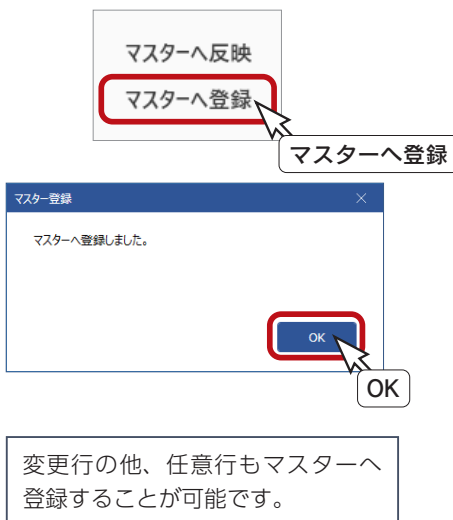 マスターへ反映
マスターへ登録
マスターへ登録
マスター登録
マスターへ登録しました。
OK
OK
変更行の他、任意行もマスターへ
登録することが可能です。